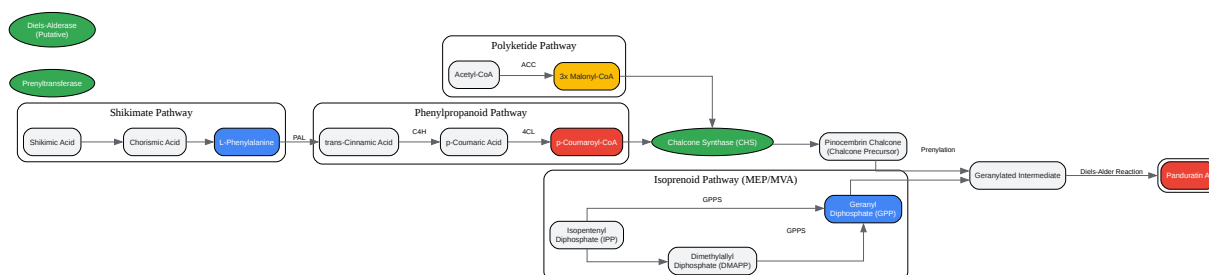 Diels-Alderase
(Putative)
Prenyltransferase
Polyketide Pathway
Acetyl-CoA
ACC
3x Malonyl-CoA
Shikimate Pathway
Shikimic Acid
Chorismic Acid
L-Phenylalanine
PAL
Phenylpropanoid Pathway
trans-Cinnamic Acid
C4H
p-Coumaric Acid
4CL
p-Coumaroyl-CoA
Chalcone Synthase (CHS)
Pinocembrin Chalcone
(Chalcone Precursor)
Prenylation
Geranylated Intermediate
Diels-Alder Reaction
Panduratin A
Isoprenoid Pathway (MEP/MVA)
GPPS
Geranyl
Diphosphate (GPP)
Isopentenyl
Diphosphate (IPP)
GPPS
Dimethylallyl
Diphosphate (DMAPP)